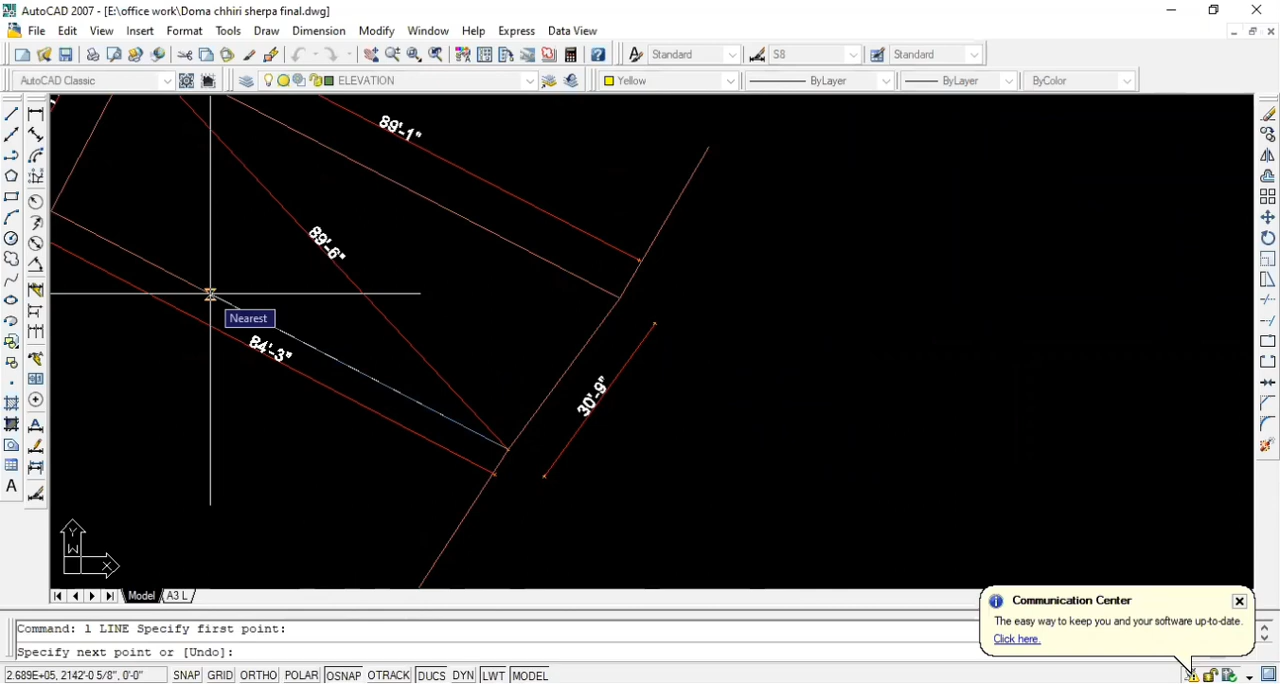 AutoCAD 2007 - [E:\office work\Doma chhiri sherpa final.dwg]
File Edit View Insert Format Tools Draw Dimension Modify Window Help Express Data View
Standard S8 Standard
AutoCAD Classic ELEVATION Yellow ByLayer ByLayer ByColor
89'-1"
89'-6"
Nearest
84'-3"
30'-9"
Y
W
X
Model A3 L
Communication Center
The easy way to keep you and your software up-to-date.
Click here.
Command: l LINE Specify first point:
Specify next point or [Undo]:
2.689E+05, 2142'-0 5/8", 0'-0" SNAP GRID ORTHO POLAR OSNAP OTRACK DUCS DYN LWT MODEL